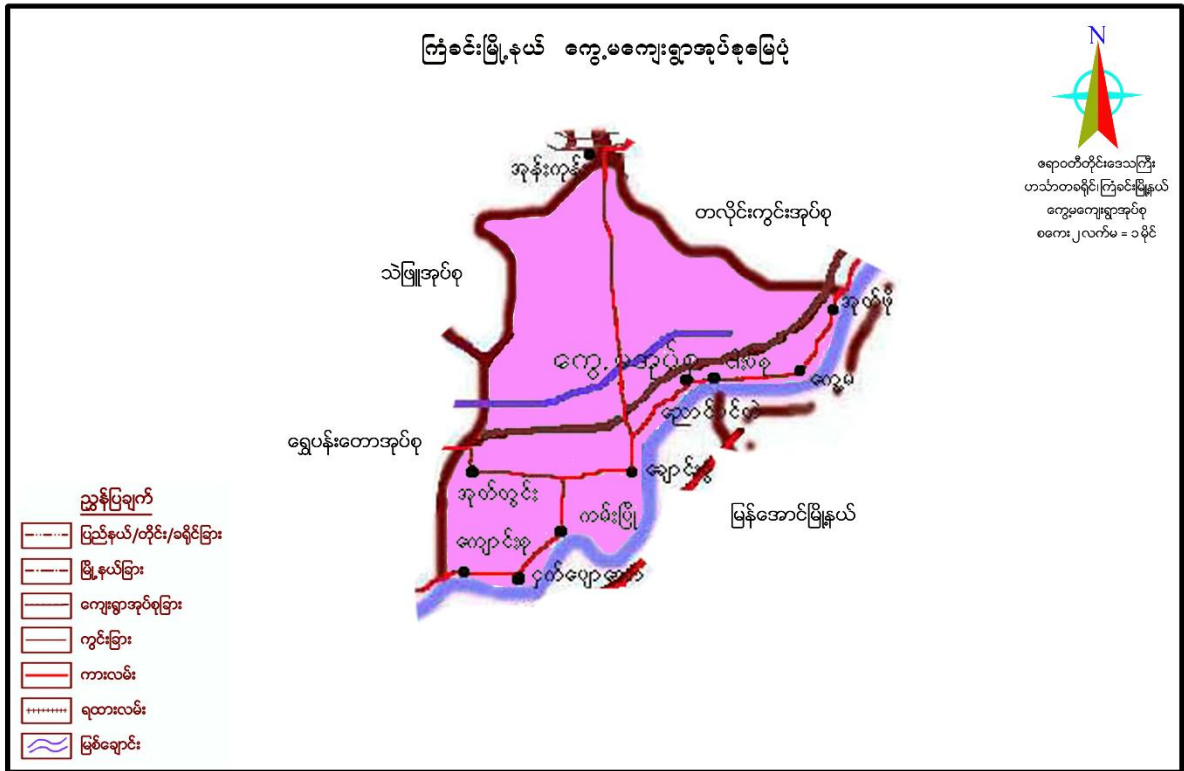 ကြံခင်းမြို့နယ် ကွေ့မကျေးရွာအုပ်စုမြေပုံ
N
ဧရာဝတီတိုင်းဒေသကြီး
ဟင်္သာတခရိုင်၊ကြံခင်းမြို့နယ်
ကွေ့မကျေးရွာအုပ်စု
စကေး၂လက်မ = ၁မိုင်
အုန်းကုန်း
တလိုင်းကွင်းအုပ်စု
သဲဖြူအုပ်စု
အုတ်ဖို
ကွေ့မအုပ်စု
ကွေ့မ
ရွှေပန်းတောအုပ်စု
အုတ်တွင်း
ကမ်းပြို
မြန်အောင်မြို့နယ်
ကျောင်းစု
ညွှန်ပြချက်
ပြည်နယ်/တိုင်း/ခရိုင်ခြား
မြို့နယ်ခြား
ကျေးရွာအုပ်စုခြား
ကွင်းခြား
ကားလမ်း
ရထားလမ်း
မြစ်ချောင်း